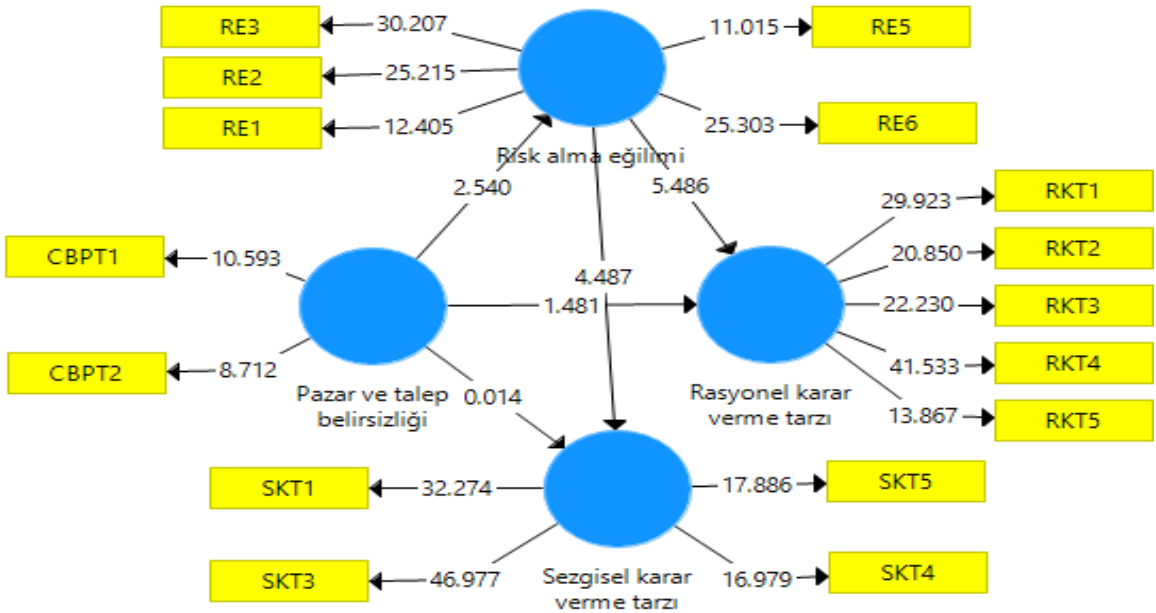 RE3
30.207
11.015
RE5
RE2
25.215
RE1
12.405
25.303
RE6
Risk alma eğilimi
2.540
5.486
RKT1
29.923
CBPT1
10.593
20.850
RKT2
4.487
1.481
22.230
RKT3
CBPT2
8.712
41.533
RKT4
Pazar ve talep
belirsizliği
0.014
Rasyonel karar
verme tarzı
13.867
RKT5
SKT1
32.274
17.886
SKT5
SKT3
46.977
Sezgisel karar
verme tarzı
16.979
SKT4